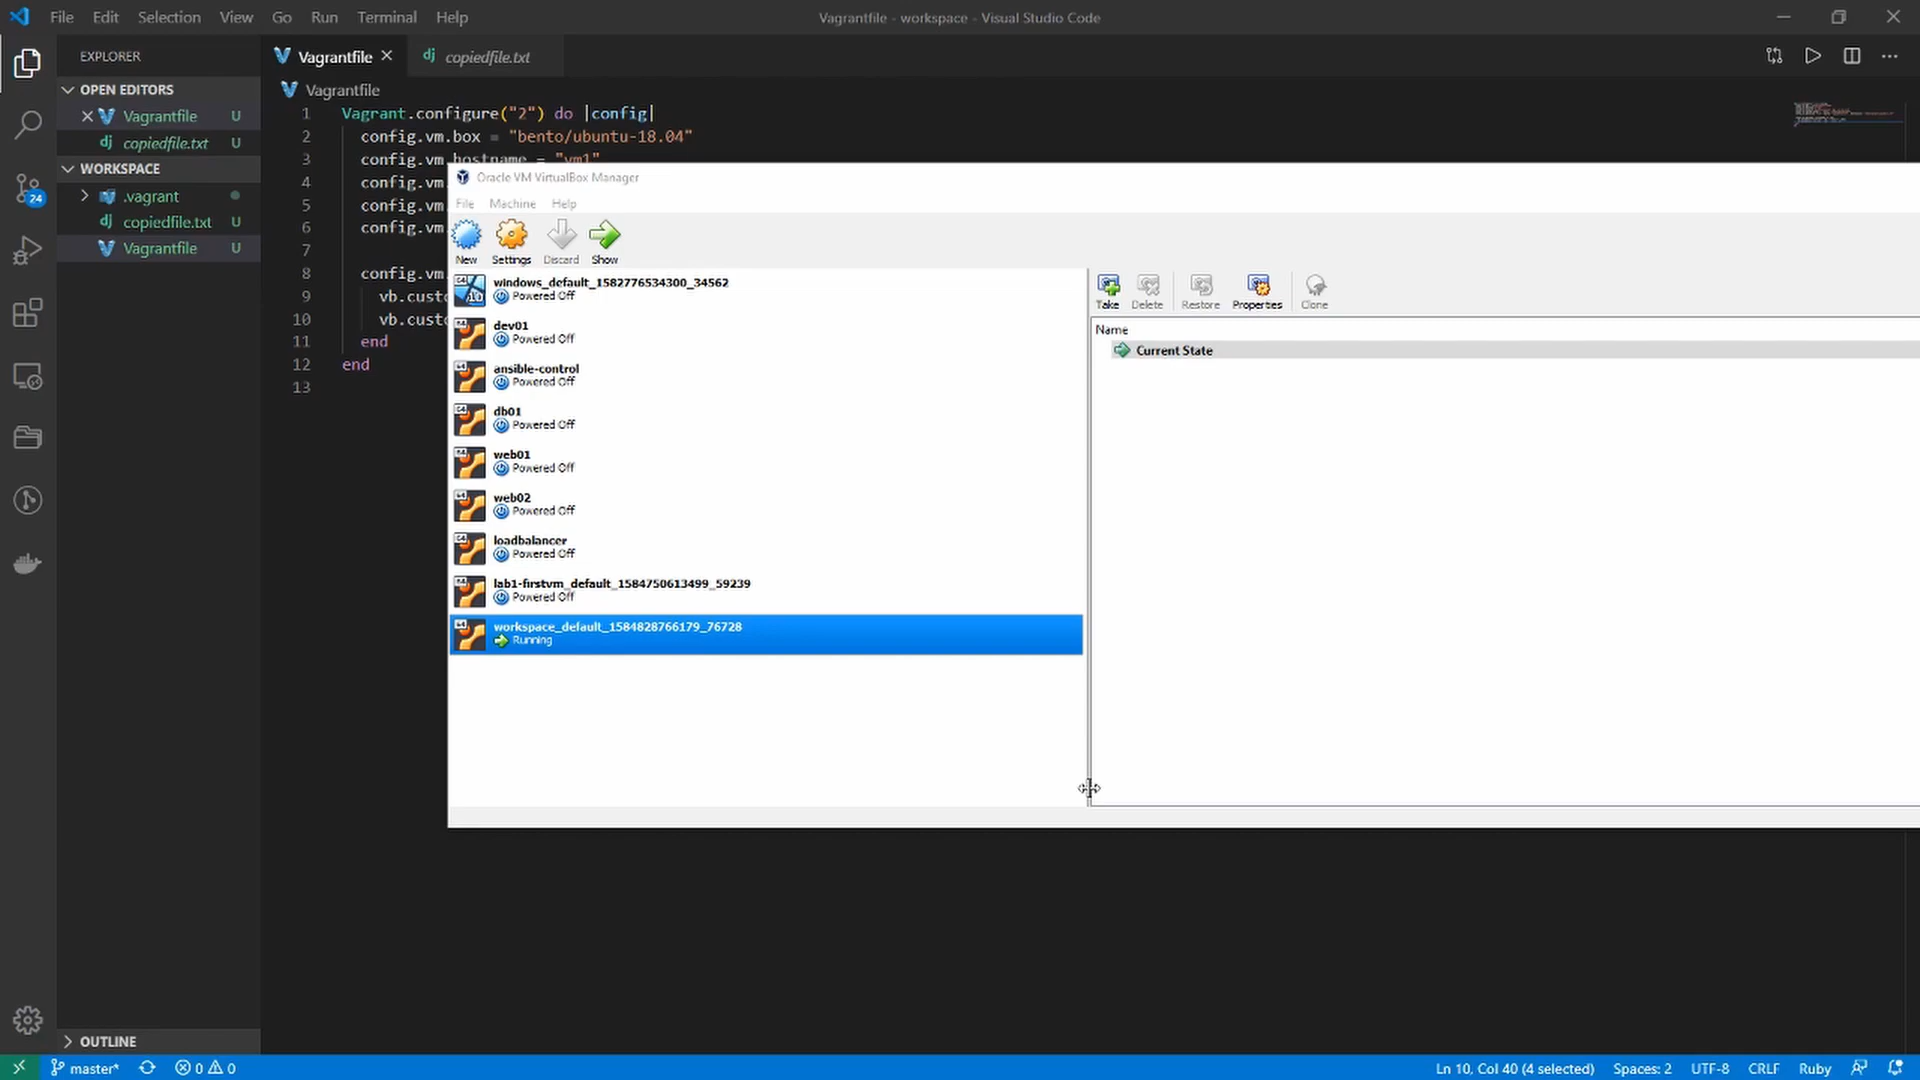 File Edit Selection View Go Run Terminal Help
Vagrantfile - workspace - Visual Studio Code
EXPLORER
OPEN EDITORS
Vagrantfile U
copiedfile.txt U
WORKSPACE
24
.vagrant
copiedfile.txt U
Vagrantfile U
OUTLINE
Vagrantfile
copiedfile.txt
Vagrantfile
1 Vagrant.configure("2") do |config|
2 config.vm.box = "bento/ubuntu-18.04"
3 config.vm.hostname = "vm1"
4 config.vm.
5 config.vm.
6 config.vm.
7
8 config.vm.
9 vb.custo
10 vb.custo
11 end
12 end
13
Oracle VM VirtualBox Manager
File Machine Help
New Settings Discard Show
windows_default_1582776534300_34562
Powered Off
dev01
Powered Off
ansible-control
Powered Off
db01
Powered Off
web01
Powered Off
web02
Powered Off
loadbalancer
Powered Off
lab1-firstvm_default_1584750613499_59239
Powered Off
workspace_default_1584828766179_76728
Running
Take Delete Restore Properties Clone
Name
Current State
master* 0 0
Ln 10, Col 40 (4 selected) Spaces: 2 UTF-8 CRLF Ruby